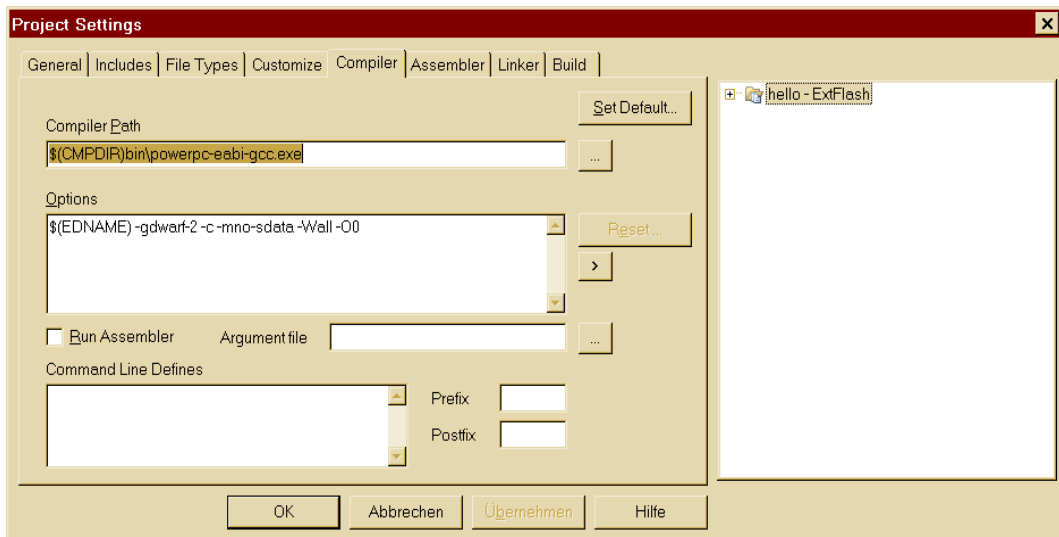 Project Settings
General Includes File Types Customize Compiler Assembler Linker Build
hello - ExtFlash
Set Default...
Compiler Path
$(CMPDIR)bin\powerpc-eabi-gcc.exe
...
Options
$(EDNAME) -gdwarf-2 -c -mno-sdata -Wall -O0
Reset ...
>
Run Assembler
Argument file
...
Command Line Defines
Prefix
Postfix
OK Abbrechen Übernehmen Hilfe